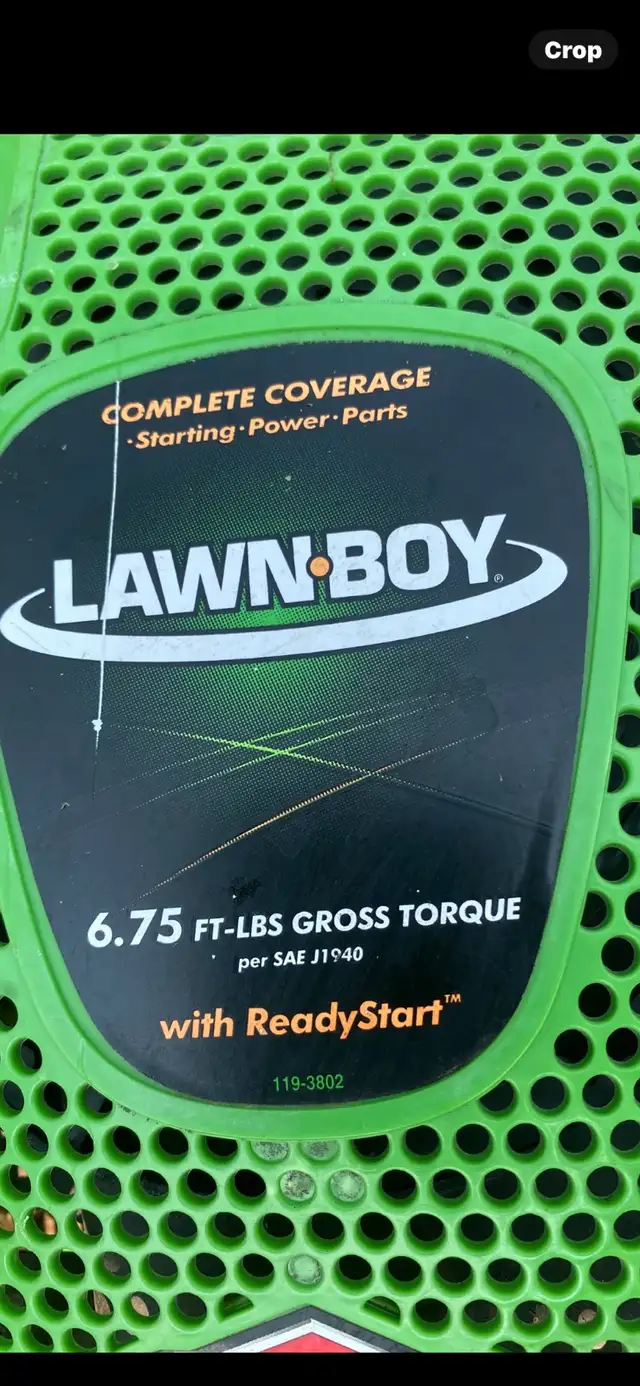 Crop
COMPLETE COVERAGE
·Starting·Power·Parts
LAWN·BOY®
6.75 FT-LBS GROSS TORQUE
per SAE J1940
with ReadyStart™
119-3802